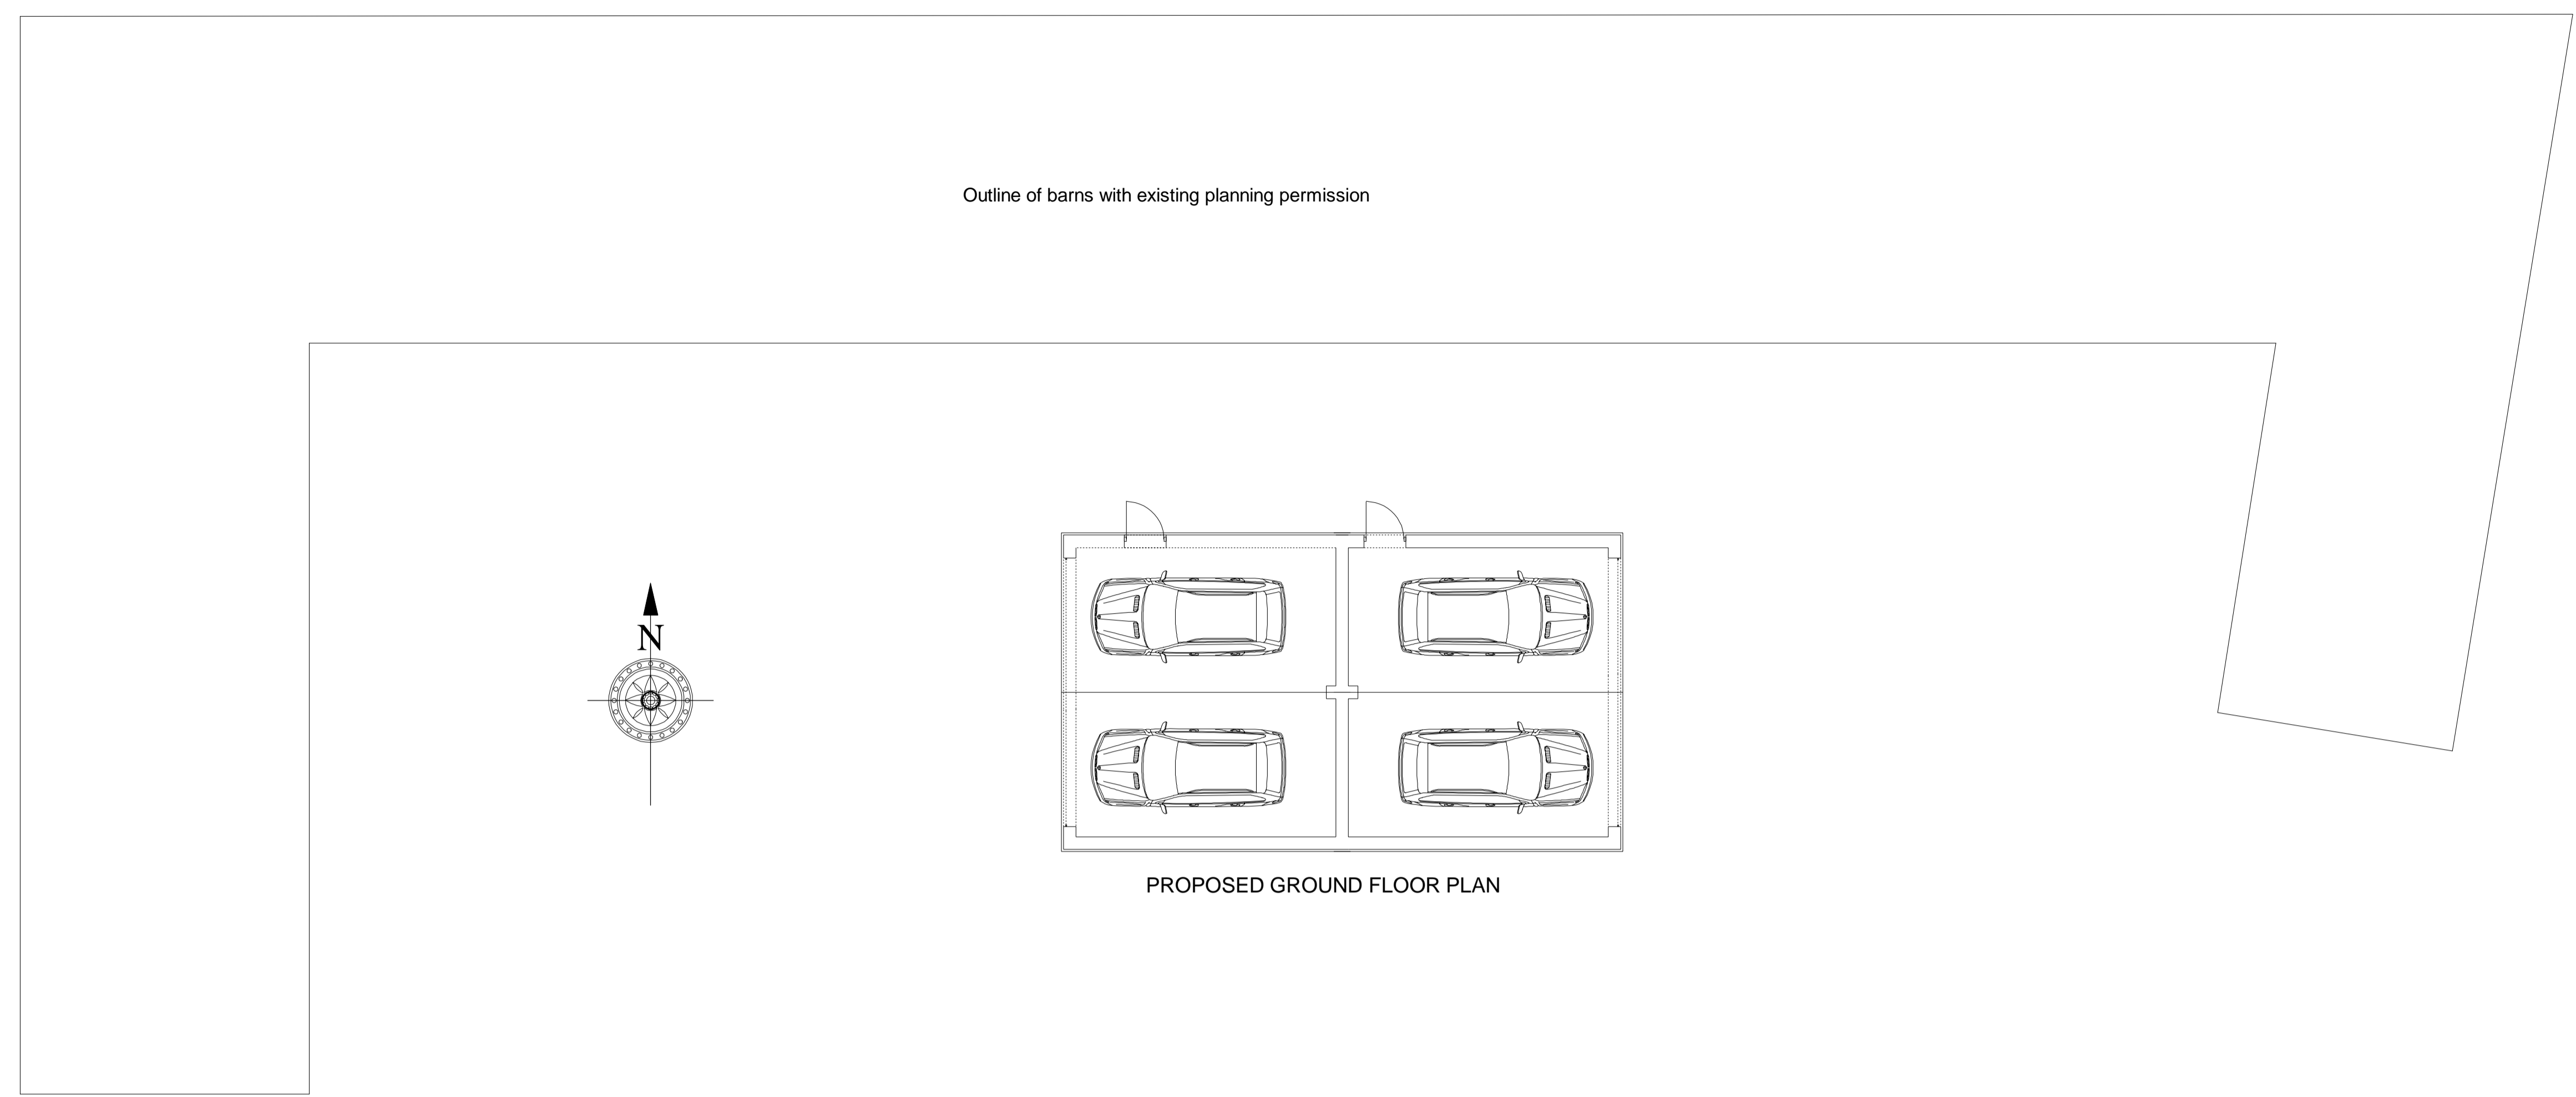 Outline of barns with existing planning permission
N
PROPOSED GROUND FLOOR PLAN